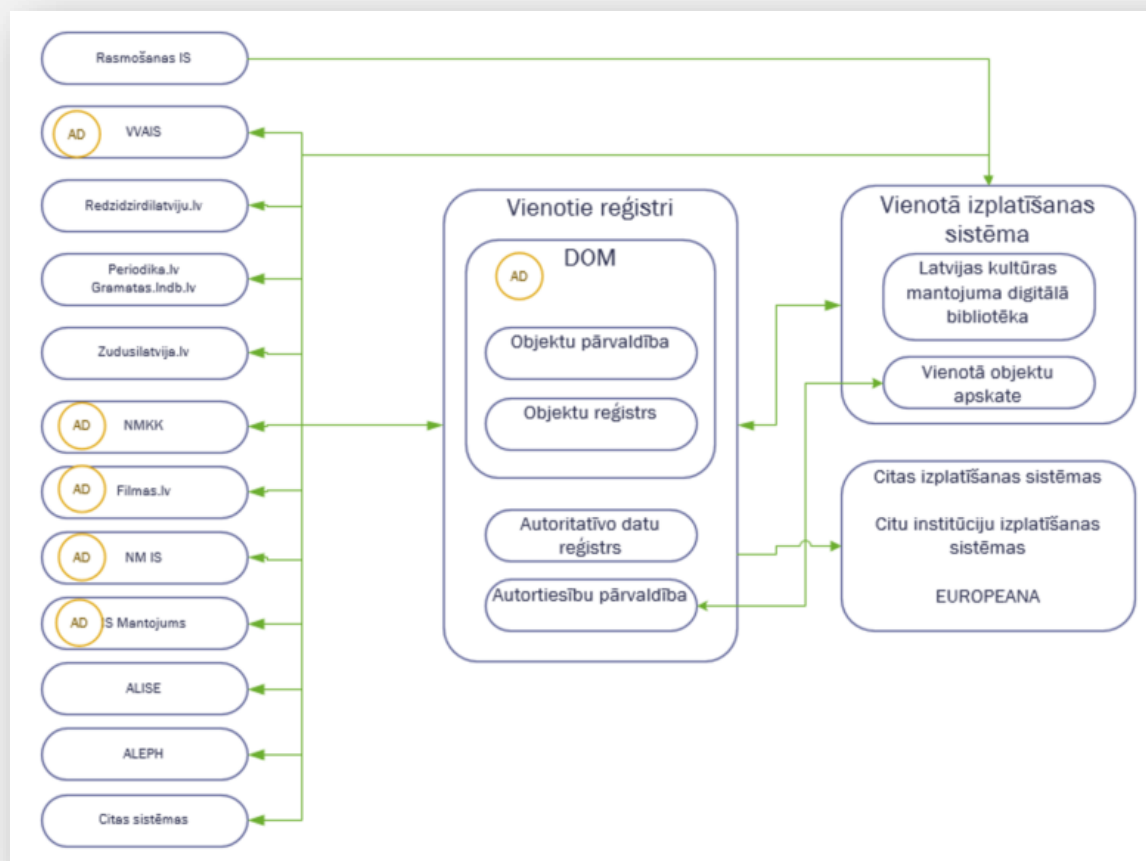 Rasmošanas IS
AD
VVAIS
Redzidzirdilatviju.lv
Periodika.lv
Gramatas.lndb.lv
Zudusilatvija.lv
AD
NMKK
AD
Filmas.lv
AD
NM IS
AD
IS Mantojums
ALISE
ALEPH
Citas sistēmas
Vienotie reģistri
DOM
AD
Objektu pārvaldība
Objektu reģistrs
Autoritatīvo datu
reģistrs
Autortiesību pārvaldība
Vienotā izplatīšanas
sistēma
Latvijas kultūras
mantojuma digitālā
bibliotēka
Vienotā objektu
apskate
Citas izplatīšanas sistēmas
Citu institūciju izplatīšanas
sistēmas
EUROPEANA